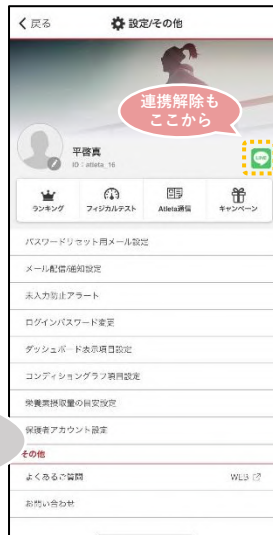 戻る
設定/その他
連携解除も
ここから
平啓真
ID：atleta_16
LINE
ランキング
フィジカルテスト
Atleta通信
キャンペーン
パスワードリセット用メール設定
メール配信/通知設定
未入力防止アラート
ログインパスワード変更
ダッシュボード表示項目設定
コンディショングラフ項目設定
栄養素摂取量の目安設定
保護者アカウント設定
その他
よくあるご質問
WEB
お問い合わせ